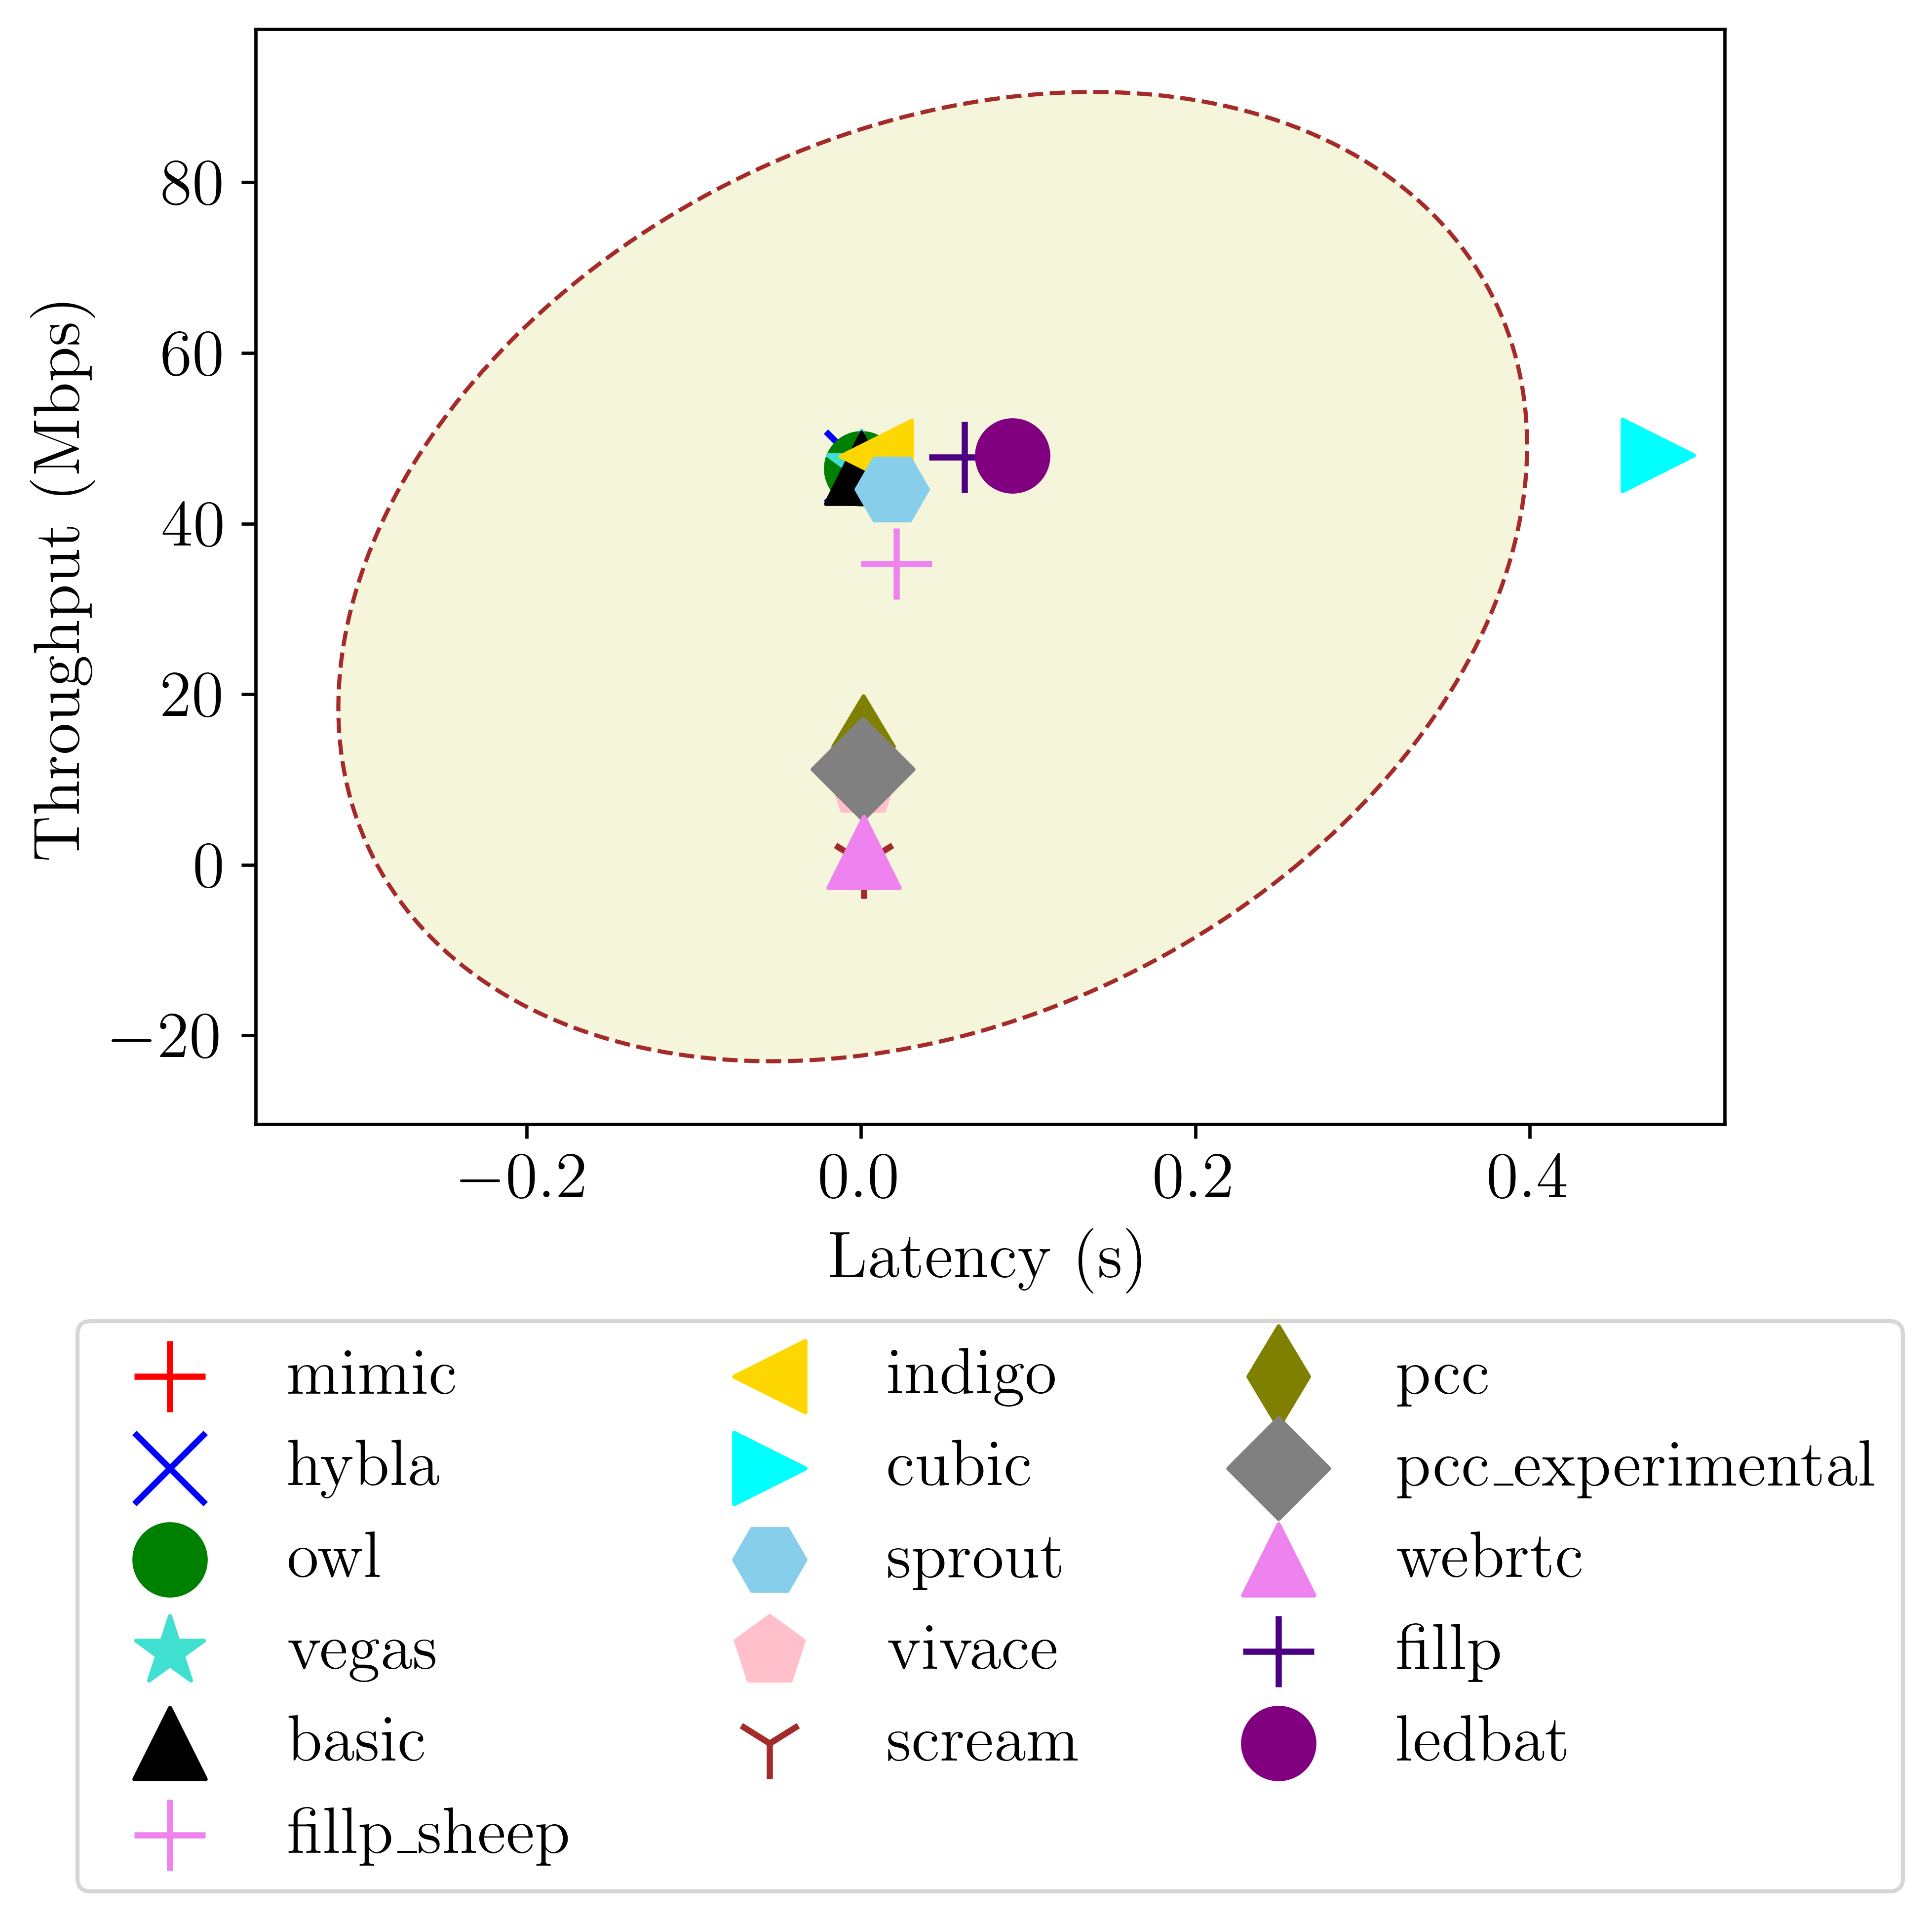 Throughput (Mbps)
80
60
40
20
0
−20
−0.2 0.0 0.2 0.4
Latency (s)
mimic indigo pcc
hybla cubic pcc_experimental
owl sprout webrtc
vegas vivace fillp
basic scream ledbat
fillp_sheep